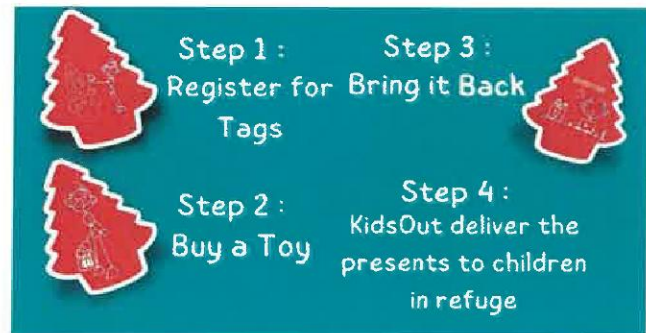 Step 1 :
Register for
Tags
Step 2 :
Buy a Toy
Step 3 :
Bring it Back
Step 4 :
KidsOut deliver the
presents to children
in refuge